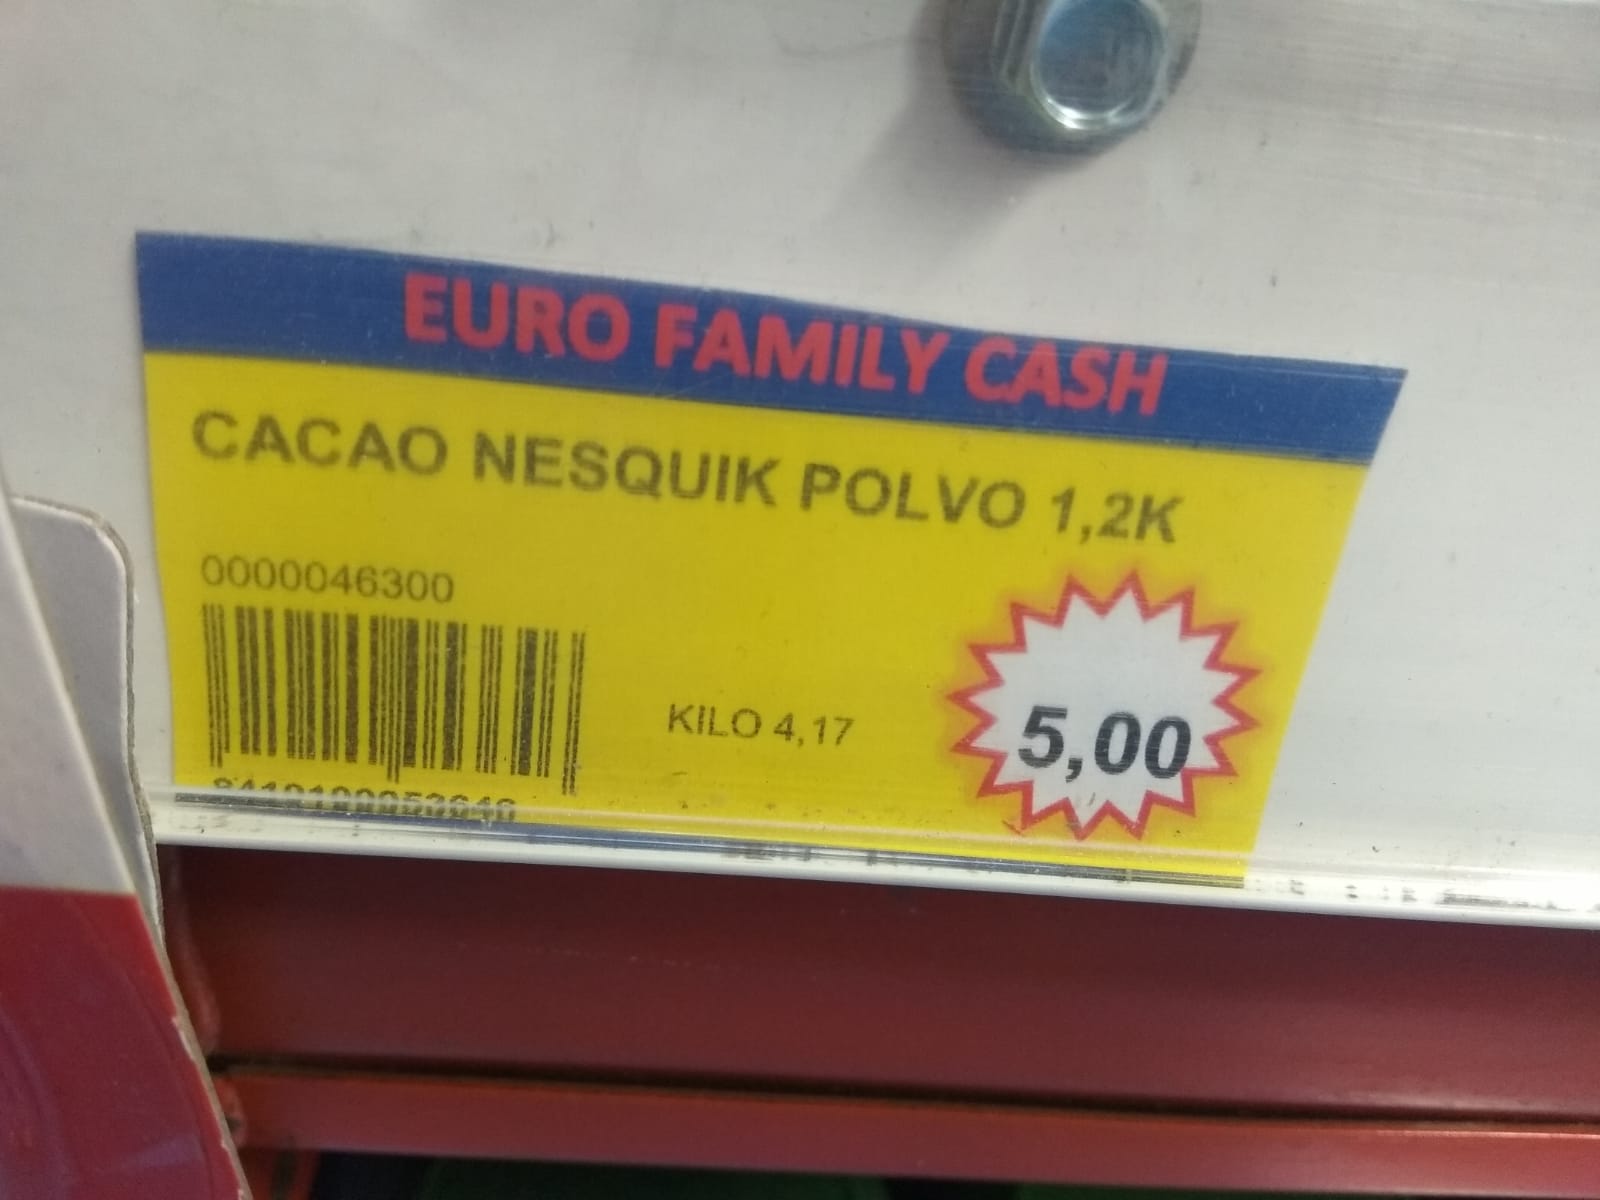 EURO FAMILY CASH
CACAO NESQUIK POLVO 1,2K
0000046300
KILO 4,17
5,00